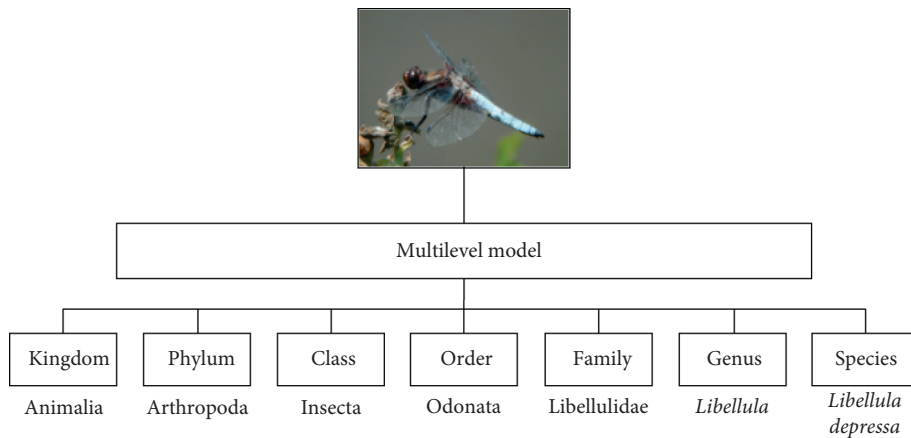 Multilevel model
Kingdom Phylum Class Order Family Genus Species
Animalia Arthropoda Insecta Odonata Libellulidae Libellula Libellula
depressa